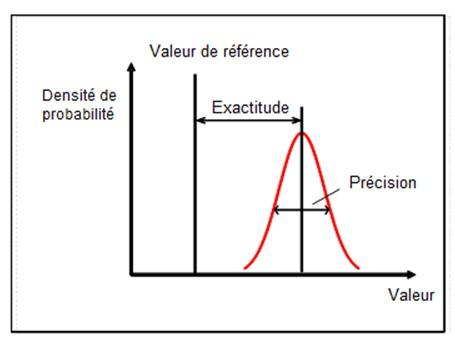 Valeur de référence
Densité de
probabilité
Exactitude
Précision
Valeur